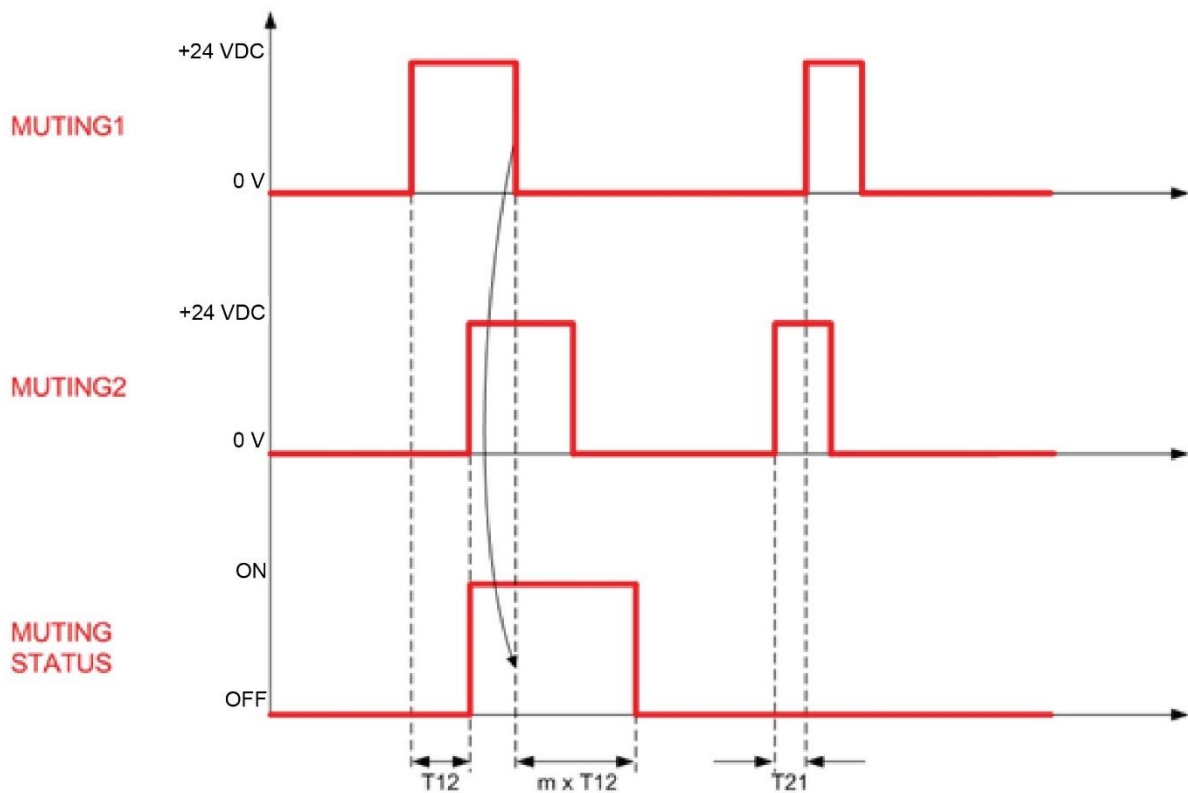 +24 VDC
MUTING1
0 V
+24 VDC
MUTING2
0 V
ON
MUTING
STATUS
OFF
T12
m x T12
T21